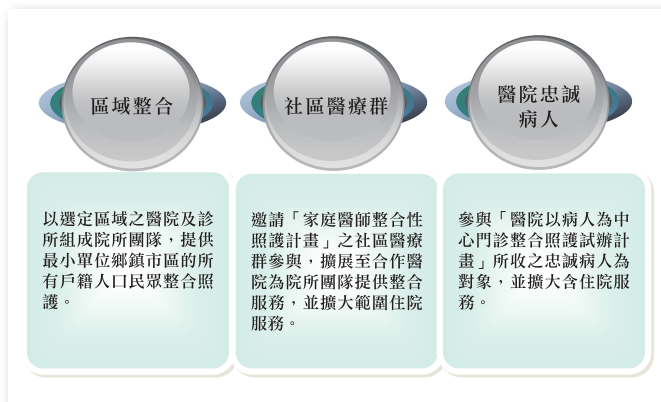 區域整合
以選定區域之醫院及診
所組成院所團隊，提供
最小單位鄉鎮市區的所
有戶籍人口民眾整合照
護。
社區醫療群
邀請「家庭醫師整合性
照護計畫」之社區醫療
群參與，擴展至合作醫
院為院所團隊提供整合
服務，並擴大範圍住院
服務。
醫院忠誠
病人
參與「醫院以病人為中
心門診整合照護試辦計
畫」所收之忠誠病人為
對象，並擴大含住院服
務。